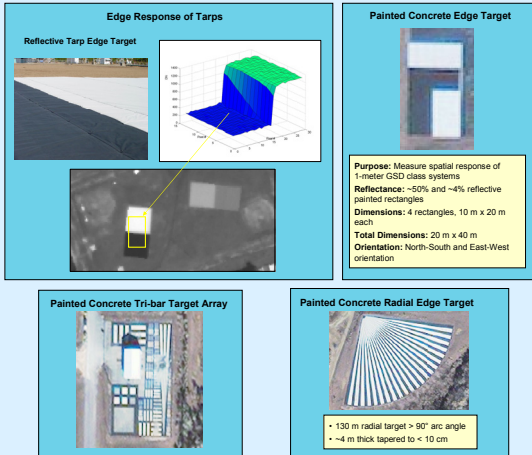 Edge Response of Tarps
Reflective Tarp Edge Target
Painted Concrete Edge Target
Purpose: Measure spatial response of
1-meter GSD class systems
Reflectance: ~50% and ~4% reflective
painted rectangles
Dimensions: 4 rectangles, 10 m x 20 m
each
Total Dimensions: 20 m x 40 m
Orientation: North-South and East-West
orientation
Painted Concrete Tri-bar Target Array
Painted Concrete Radial Edge Target
• 130 m radial target > 90° arc angle
• ~4 m thick tapered to < 10 cm